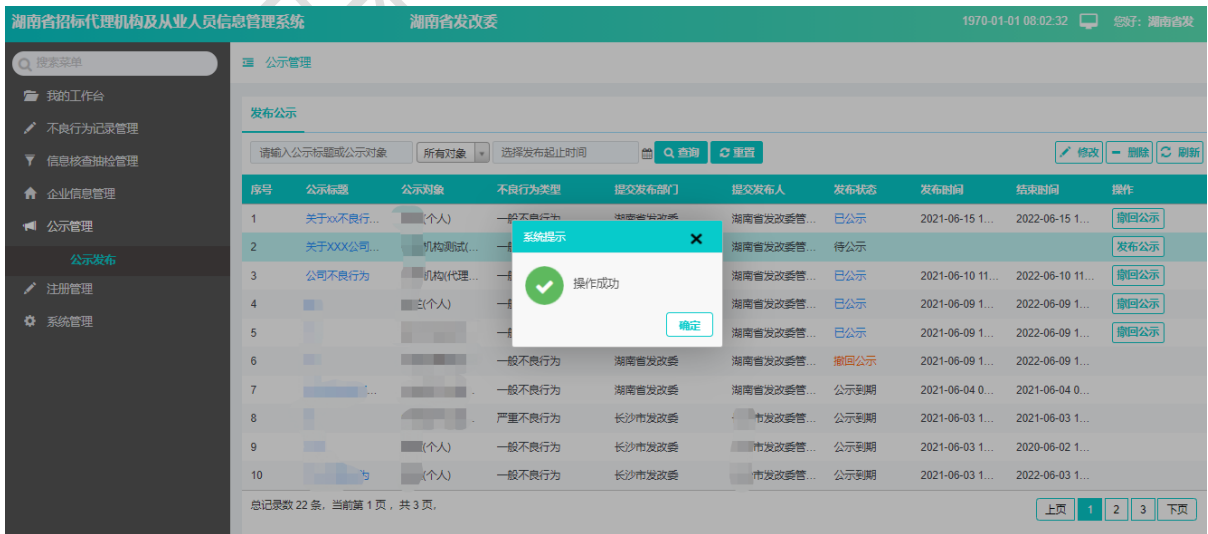 湖南省招标代理机构及从业人员信息管理系统 湖南省发改委 1970-01-01 08:02:32 您好：湖南省发
搜索菜单
我的工作台
不良行为记录管理
信息核查抽检管理
企业信息管理
公示管理
公示发布
注册管理
系统管理
公示管理
发布公示
请输入公示标题或公示对象 所有对象 选择发布起止时间 查询 重置 修改 删除 刷新
序号 公示标题 公示对象 不良行为类型 提交发布部门 提交发布人 发布状态 发布时间 结束时间 操作
1 关于xx不良行... (个人) 一般不良行为 湖南省发改委 湖南省发改委管... 已公示 2021-06-15 1... 2022-06-15 1... 撤回公示
2 关于XXX公司... 机构测试(... 湖南省发改委管... 待公示 发布公示
3 公司不良行为 机构(代理... 湖南省发改委管... 已公示 2021-06-10 11... 2022-06-10 11... 撤回公示
4 (个人) 湖南省发改委管... 已公示 2021-06-09 1... 2022-06-09 1... 撤回公示
5 湖南省发改委管... 已公示 2021-06-09 1... 2022-06-09 1... 撤回公示
6 一般不良行为 湖南省发改委 湖南省发改委管... 撤回公示 2021-06-09 1... 2022-06-09 1...
7 ... 一般不良行为 湖南省发改委 湖南省发改委管... 公示到期 2021-06-04 0... 2021-06-04 0...
8 严重不良行为 长沙市发改委 市发改委管... 公示到期 2021-06-03 1... 2021-06-03 1...
9 (个人) 一般不良行为 长沙市发改委 市发改委管... 公示到期 2021-06-03 1... 2020-06-02 1...
10 为 (个人) 一般不良行为 长沙市发改委 市发改委管... 公示到期 2021-06-03 1... 2022-06-03 1...
系统提示
操作成功
确定
总记录数 22 条, 当前第 1 页, 共 3 页, 上页 1 2 3 下页